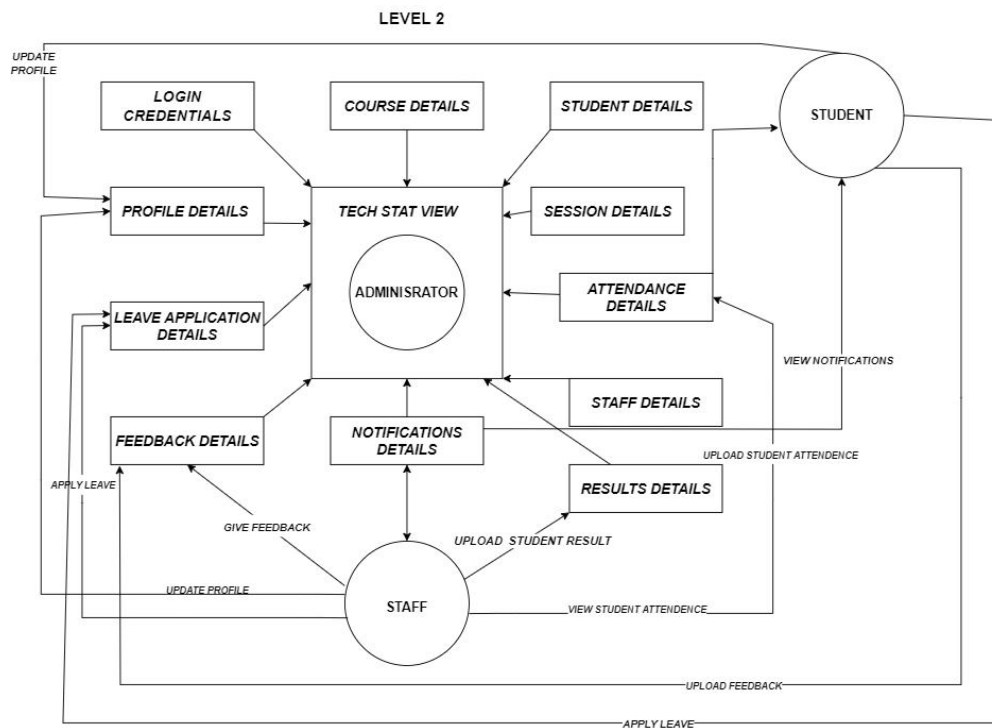 LEVEL 2
UPDATE
PROFILE
LOGIN
CREDENTIALS
COURSE DETAILS
STUDENT DETAILS
STUDENT
PROFILE DETAILS
TECH STAT VIEW
SESSION DETAILS
ADMINISRATOR
ATTENDANCE
DETAILS
LEAVE APPLICATION
DETAILS
VIEW NOTIFICATIONS
STAFF DETAILS
FEEDBACK DETAILS
NOTIFICATIONS
DETAILS
UPLOAD STUDENT ATTENDENCE
APPLY LEAVE
RESULTS DETAILS
GIVE FEEDBACK
UPLOAD STUDENT RESULT
UPDATE PROFILE
STAFF
VIEW STUDENT ATTENDENCE
UPLOAD FEEDBACK
APPLY LEAVE